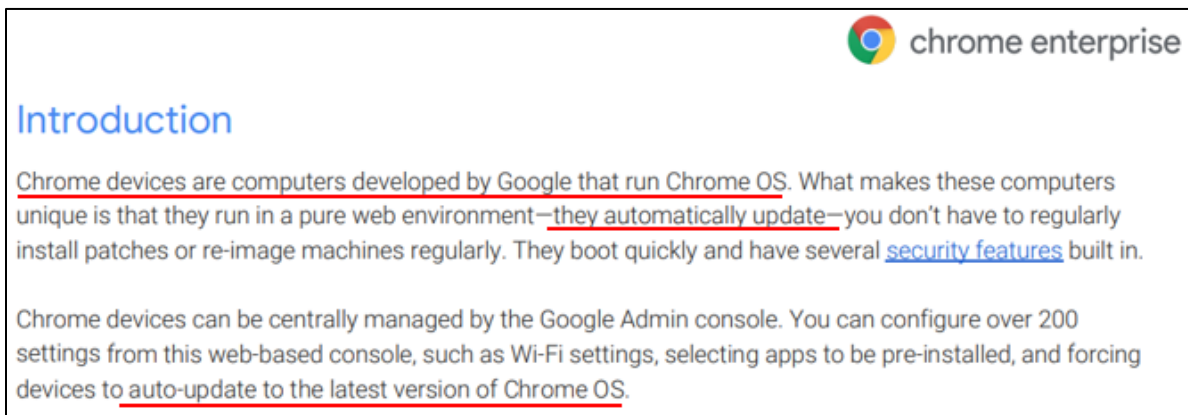 chrome enterprise
Introduction
Chrome devices are computers developed by Google that run Chrome OS. What makes these computers
unique is that they run in a pure web environment—they automatically update—you don't have to regularly
install patches or re-image machines regularly. They boot quickly and have several security features built in.
Chrome devices can be centrally managed by the Google Admin console. You can configure over 200
settings from this web-based console, such as Wi-Fi settings, selecting apps to be pre-installed, and forcing
devices to auto-update to the latest version of Chrome OS.